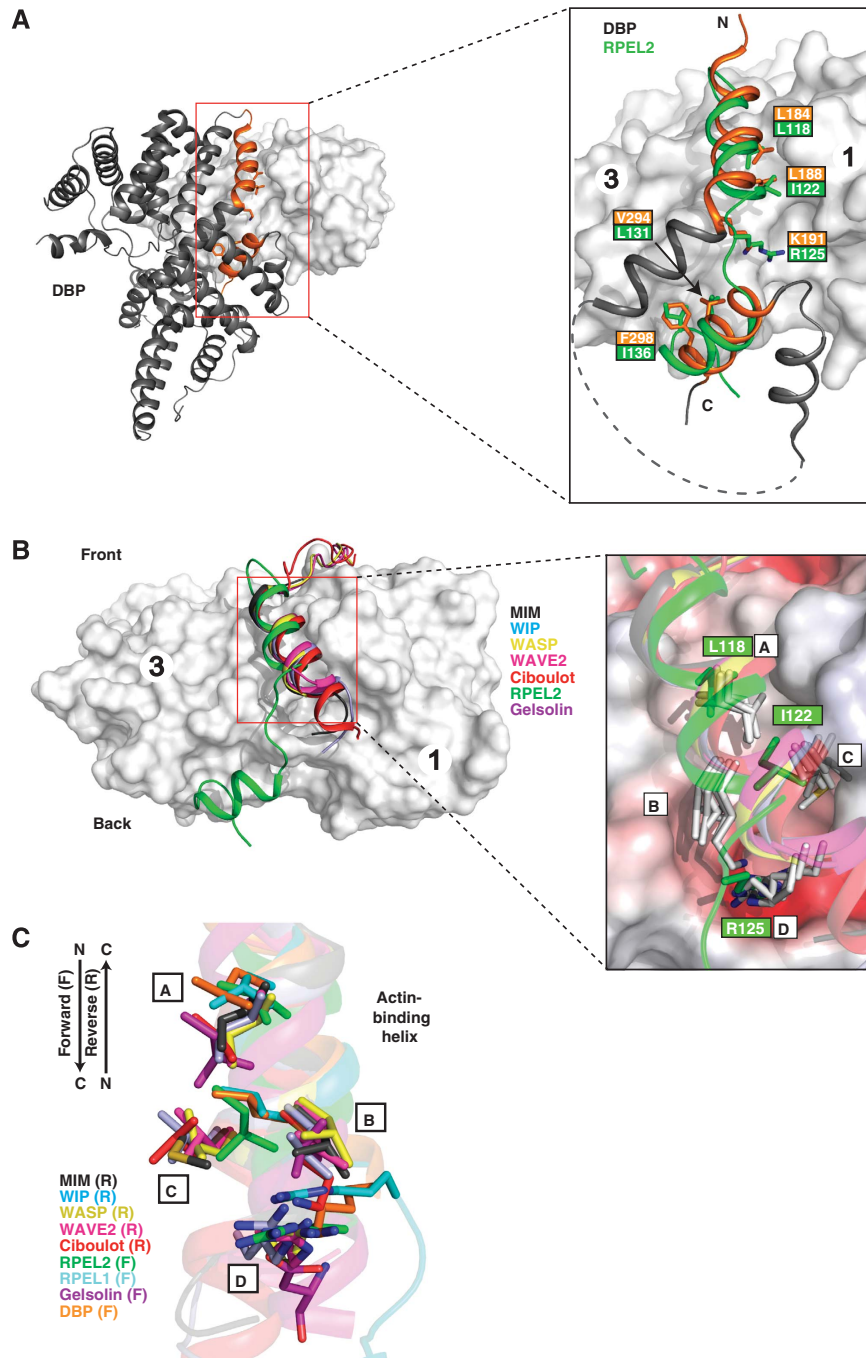 A
DBP
DBP
RPEL2
N
L184
L118
3
1
L188
I122
V294
L131
K191
R125
F298
I136
C
B
Front
3
1
Back
MIM
WIP
WASP
WAVE2
Ciboulot
RPEL2
Gelsolin
L118 A
I122
C
B
R125 D
C
N C
Forward (F)
Reverse (R)
C N
A
Actin-
binding
helix
B
C
D
MIM (R)
WIP (R)
WASP (R)
WAVE2 (R)
Ciboulot (R)
RPEL2 (F)
RPEL1 (F)
Gelsolin (F)
DBP (F)